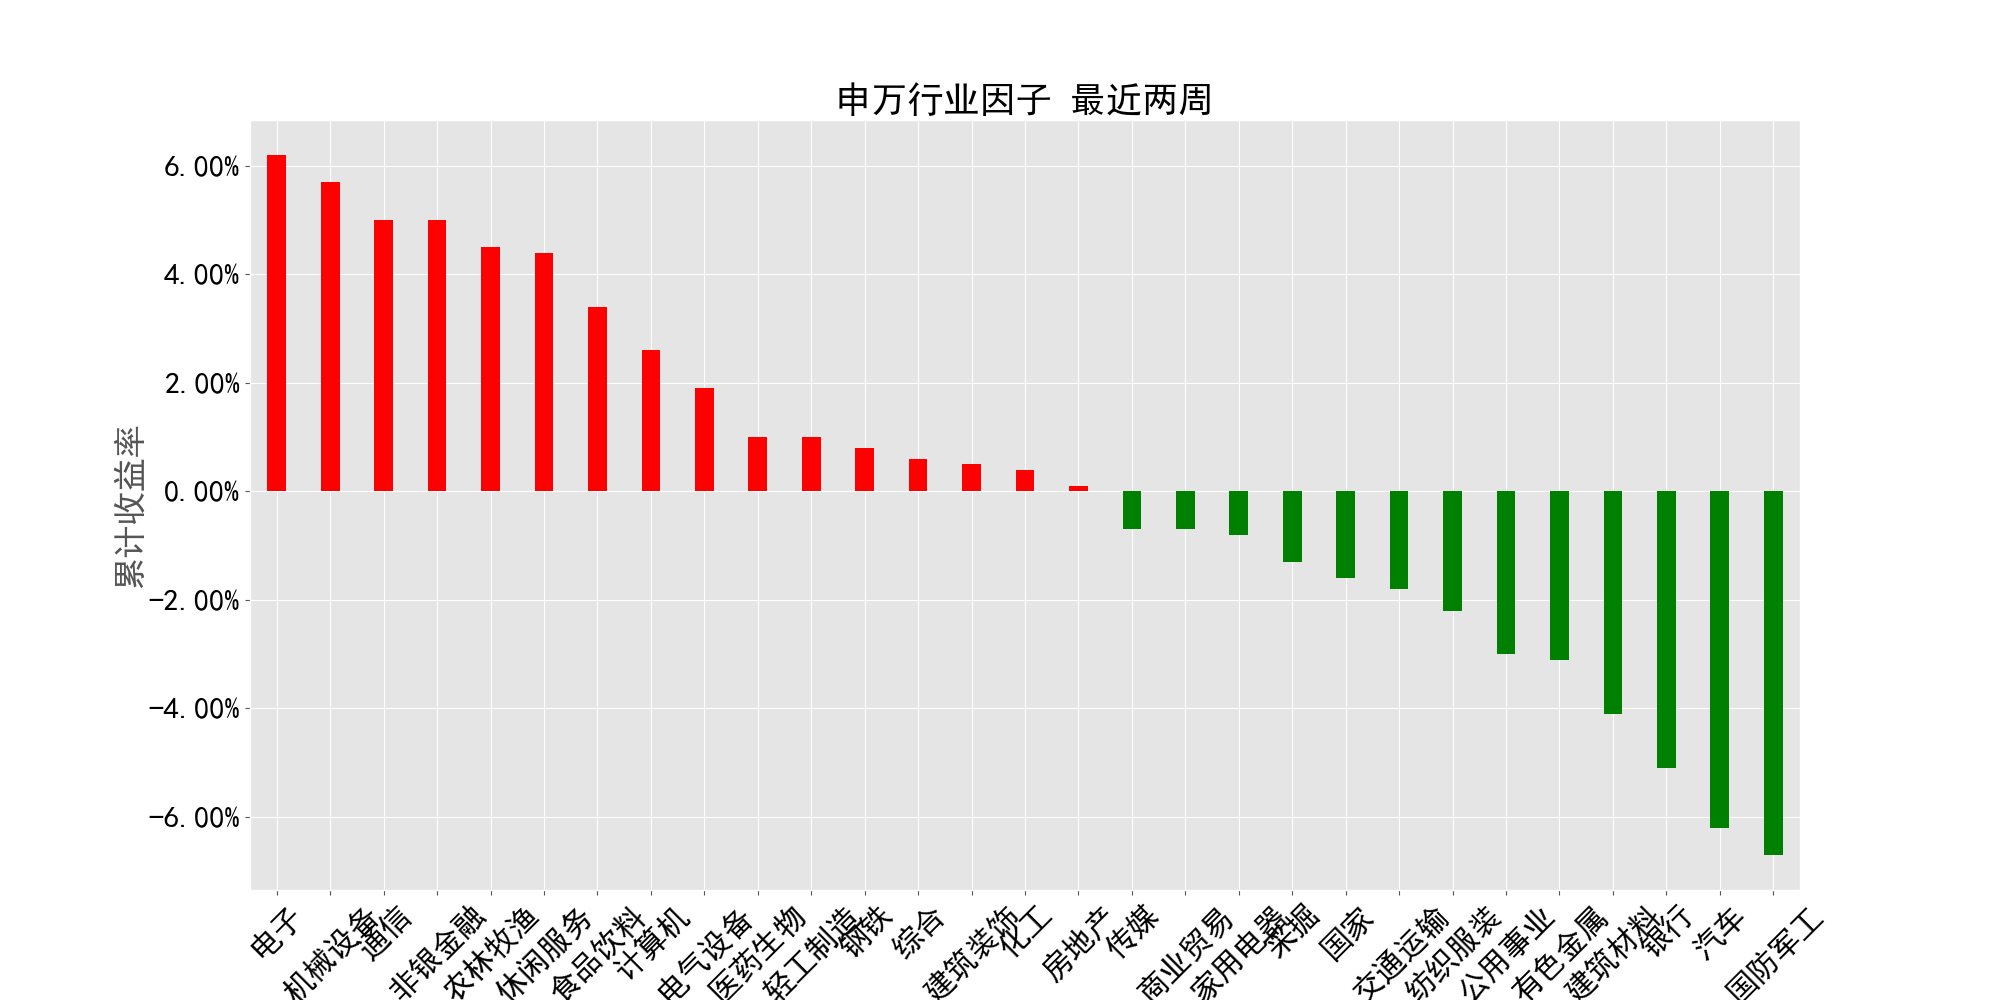 申万行业因子 最近两周
累计收益率
6.00%
4.00%
2.00%
0.00%
−2.00%
−4.00%
−6.00%
电子
机械设备
通信
非银金融
农林牧渔
休闲服务
食品饮料
计算机
电气设备
医药生物
轻工制造
钢铁
综合
建筑装饰
化工
房地产
传媒
商业贸易
家用电器
采掘
国家
交通运输
纺织服装
公用事业
有色金属
建筑材料
银行
汽车
国防军工